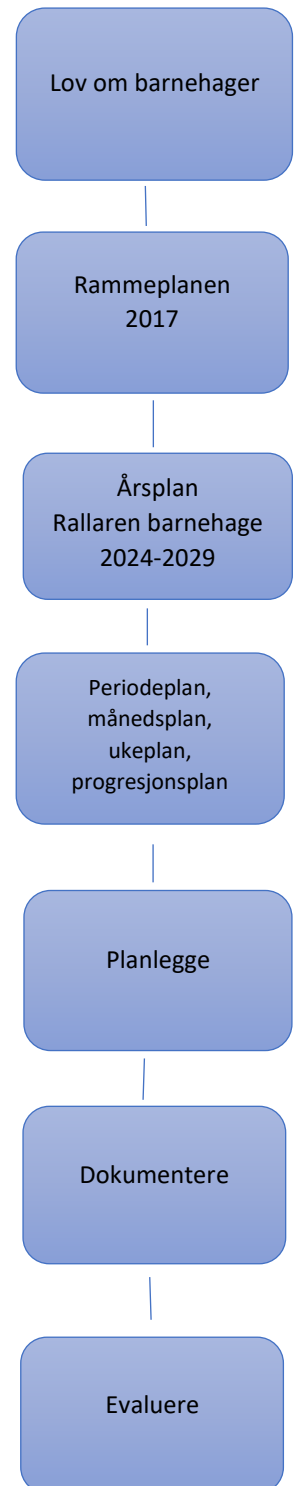 Lov om barnehager
Rammeplanen
2017
Årsplan
Rallaren barnehage
2024-2029
Periodeplan,
månedsplan,
ukeplan,
progresjonsplan
Planlegge
Dokumentere
Evaluere